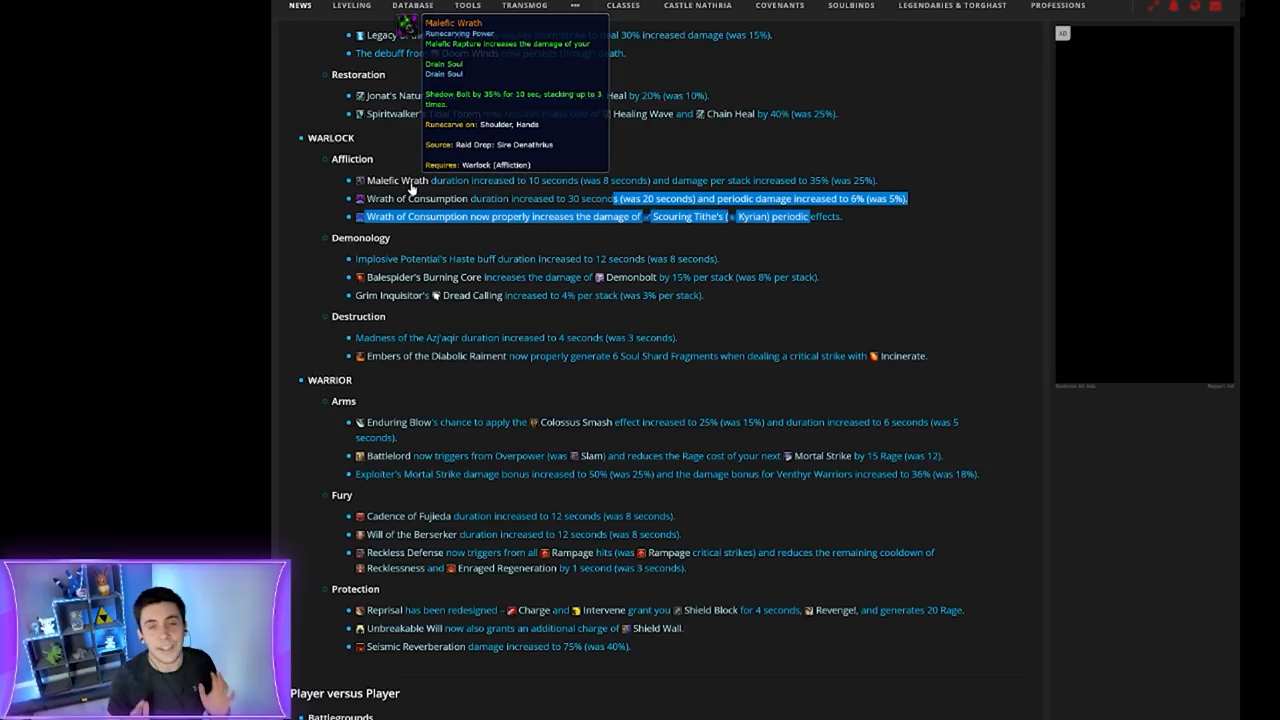 NEWS LEVELING DATABASE TOOLS TRANSMOG ••• CLASSES CASTLE NATHRIA COVENANTS SOULBINDS LEGENDARIES & TORGHAST PROFESSIONS
Malefic Wrath
Runecarving Power
Malefic Rapture increases the damage of your
Drain Soul
Drain Soul
Shadow Bolt by 35% for 10 sec, stacking up to 3
times.
Runecarve on: Shoulder, Hands
Source: Raid Drop: Sire Denathrius
Requires: Warlock (Affliction)
AD
Legacy of deal 30% increased damage (was 15%).
The debuff from Doom Winds now persists through death.
Restoration
Jonat's Natu Heal by 20% (was 10%).
Spiritwalker's Tidal Totem Healing Wave and Chain Heal by 40% (was 25%).
WARLOCK
Affliction
Malefic Wrath duration increased to 10 seconds (was 8 seconds) and damage per stack increased to 35% (was 25%).
Wrath of Consumption duration increased to 30 seconds (was 20 seconds) and periodic damage increased to 6% (was 5%).
Wrath of Consumption now properly increases the damage of Scouring Tithe's ( Kyrian) periodic effects.
Demonology
Implosive Potential's Haste buff duration increased to 12 seconds (was 8 seconds).
Balespider's Burning Core increases the damage of Demonbolt by 15% per stack (was 8% per stack).
Grim Inquisitor's Dread Calling increased to 4% per stack (was 3% per stack).
Destruction
Madness of the Azj'aqir duration increased to 4 seconds (was 3 seconds).
Embers of the Diabolic Raiment now properly generate 6 Soul Shard Fragments when dealing a critical strike with Incinerate.
Report Ad
WARRIOR
Arms
Enduring Blow's chance to apply the Colossus Smash effect increased to 25% (was 15%) and duration increased to 6 seconds (was 5
seconds).
Battlelord now triggers from Overpower (was Slam) and reduces the Rage cost of your next Mortal Strike by 15 Rage (was 12).
Exploiter's Mortal Strike damage bonus increased to 50% (was 25%) and the damage bonus for Venthyr Warriors increased to 36% (was 18%).
Fury
Cadence of Fujieda duration increased to 12 seconds (was 8 seconds).
Will of the Berserker duration increased to 12 seconds (was 8 seconds).
Reckless Defense now triggers from all Rampage hits (was Rampage critical strikes) and reduces the remaining cooldown of
Recklessness and Enraged Regeneration by 1 second (was 3 seconds).
Protection
Reprisal has been redesigned – Charge and Intervene grant you Shield Block for 4 seconds, Revenge!, and generates 20 Rage.
Unbreakable Will now also grants an additional charge of Shield Wall.
Seismic Reverberation damage increased to 75% (was 40%).
Player versus Player
Battlegrounds